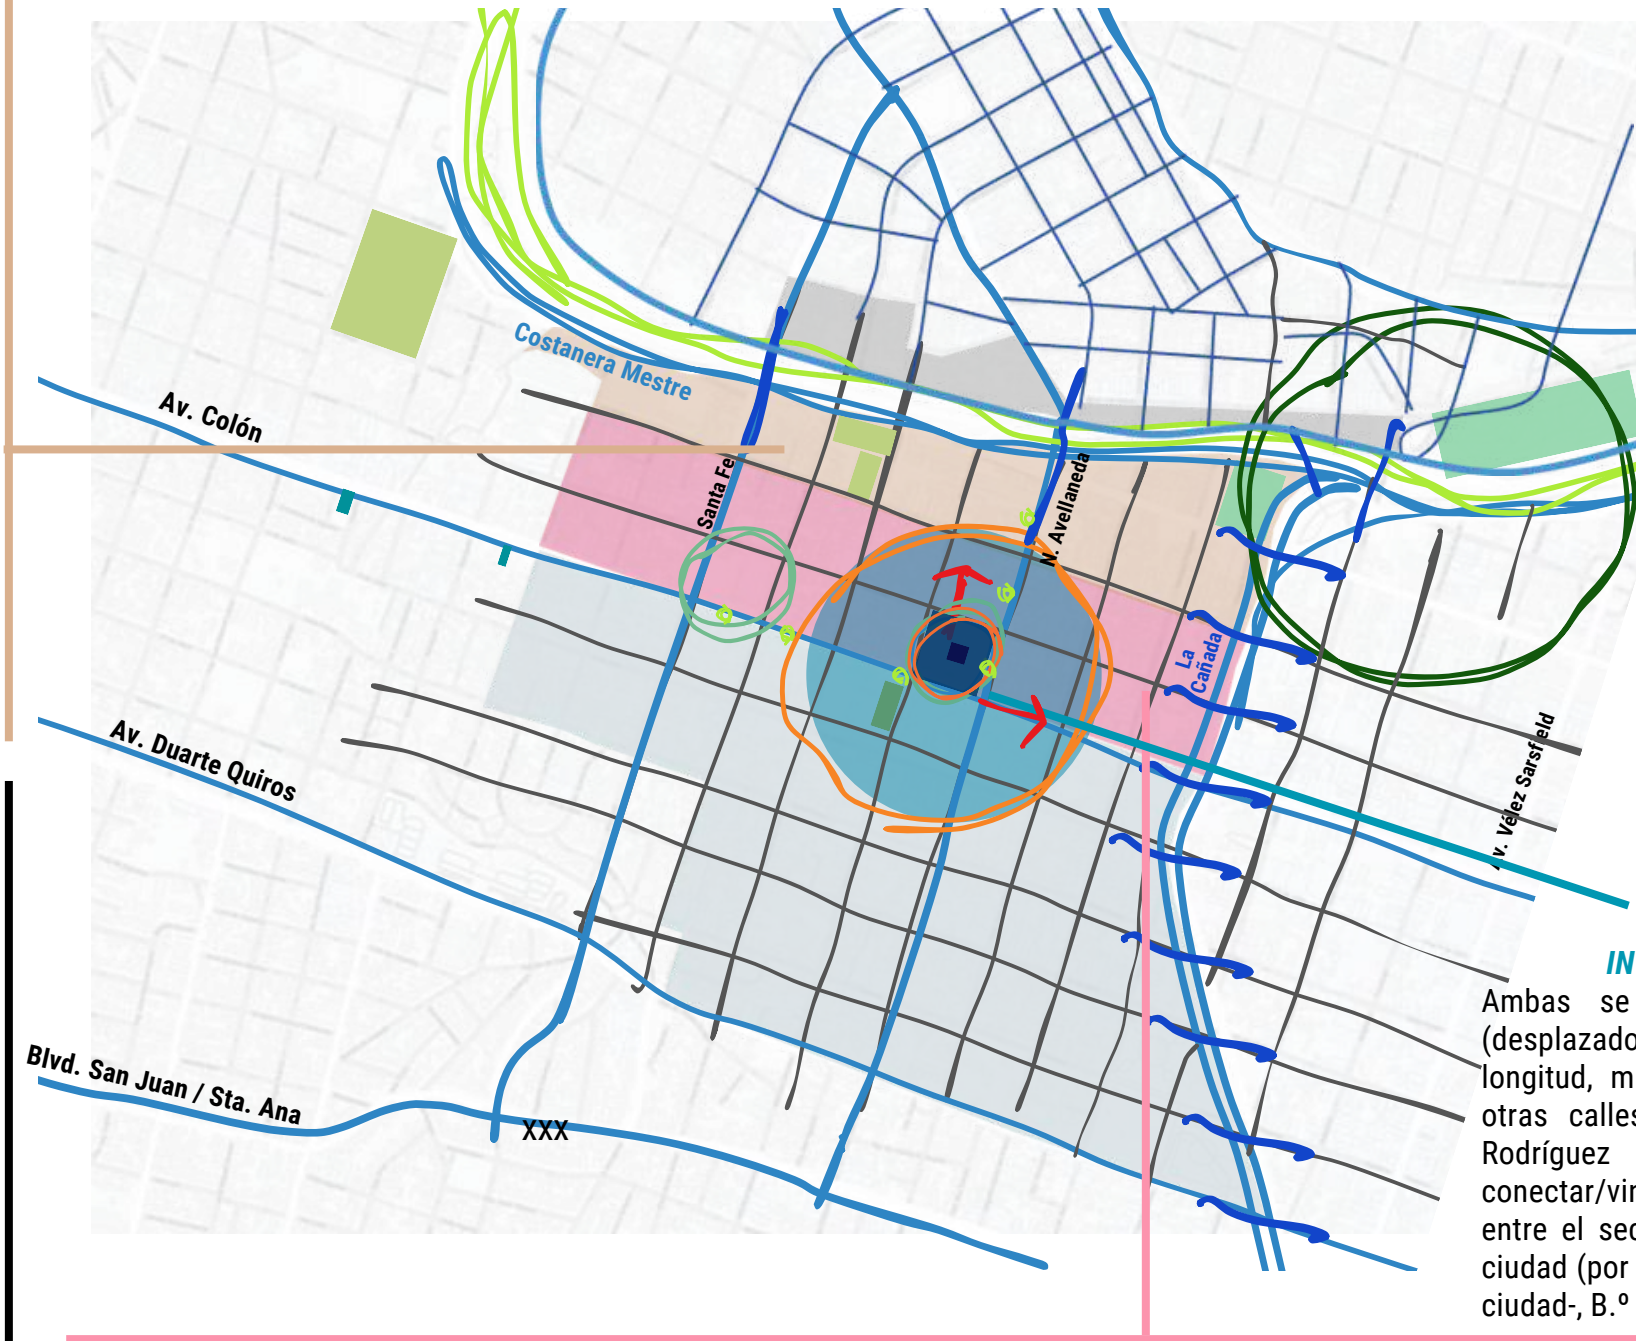 Costanera Mestre
Av. Colón
Santa Fe
N. Avellaneda
La
Cañada
Av. Duarte Quiros
Av. Vélez Sarsfield
Blvd. San Juan / Sta. Ana
XXX
IN
Ambas se
(desplazado
longitud, m
otras calles
Rodríguez
conectar/vin
entre el sec
ciudad (por
ciudad-, B.º